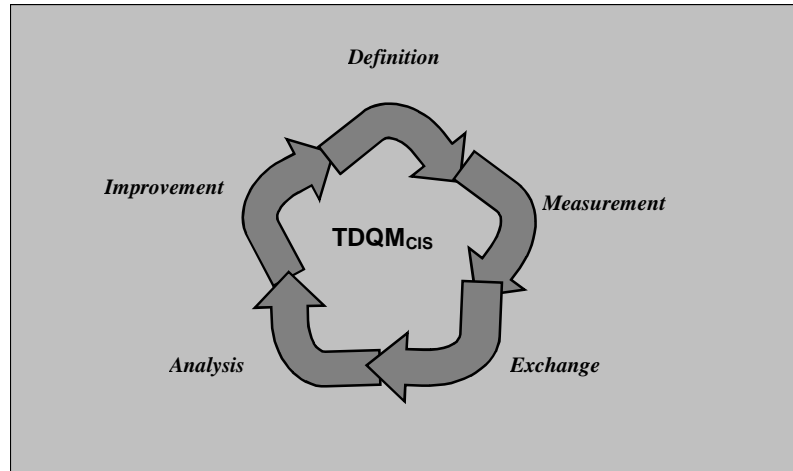 Definition
Improvement
Measurement
TDQMCIS
Analysis
Exchange